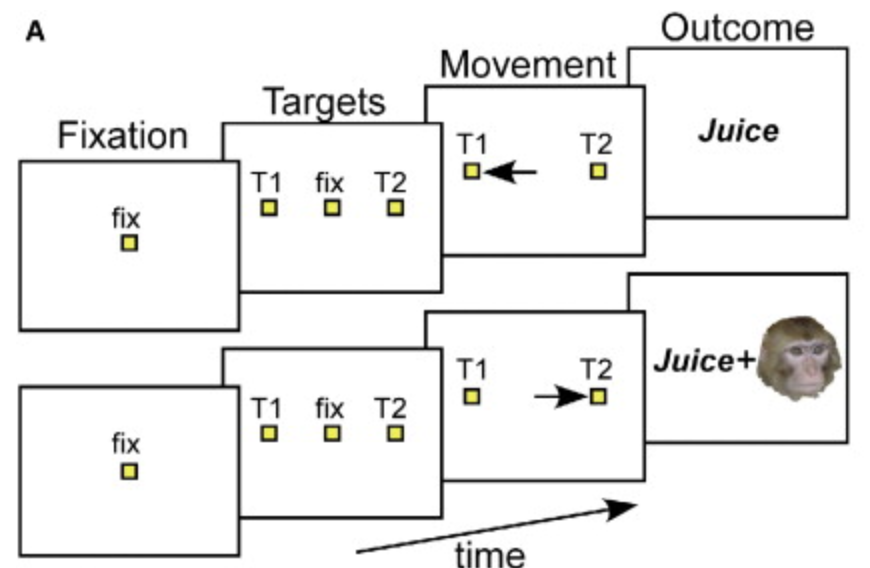 A
Fixation
Targets
Movement
Outcome
fix
T1 fix T2
T1 T2
Juice
fix
T1 fix T2
T1 T2
Juice+
time